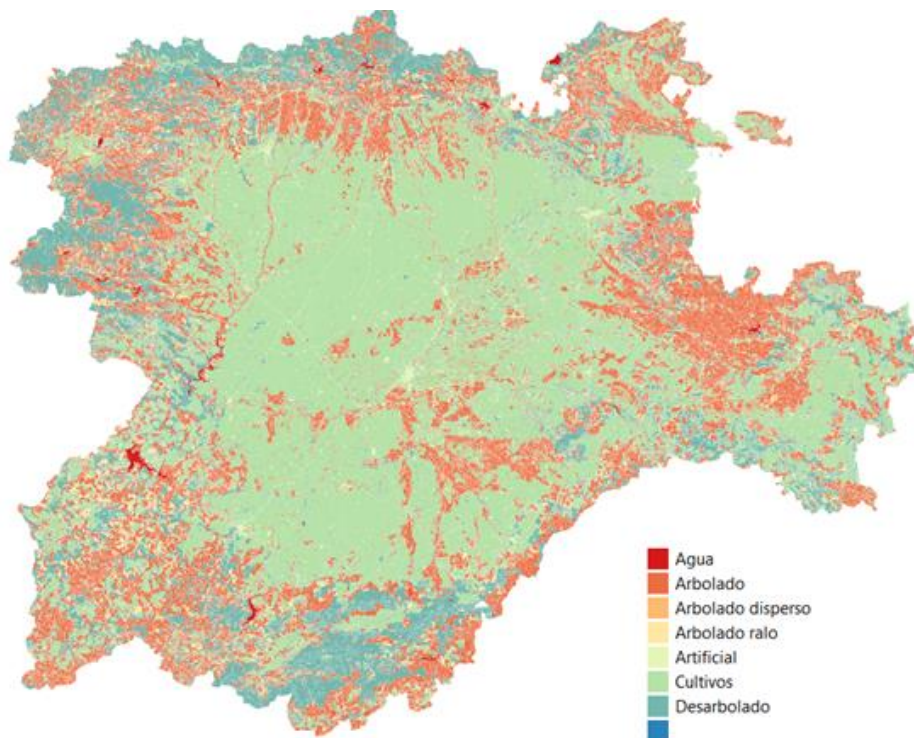 Agua
Arbolado
Arbolado disperso
Arbolado ralo
Artificial
Cultivos
Desarbolado